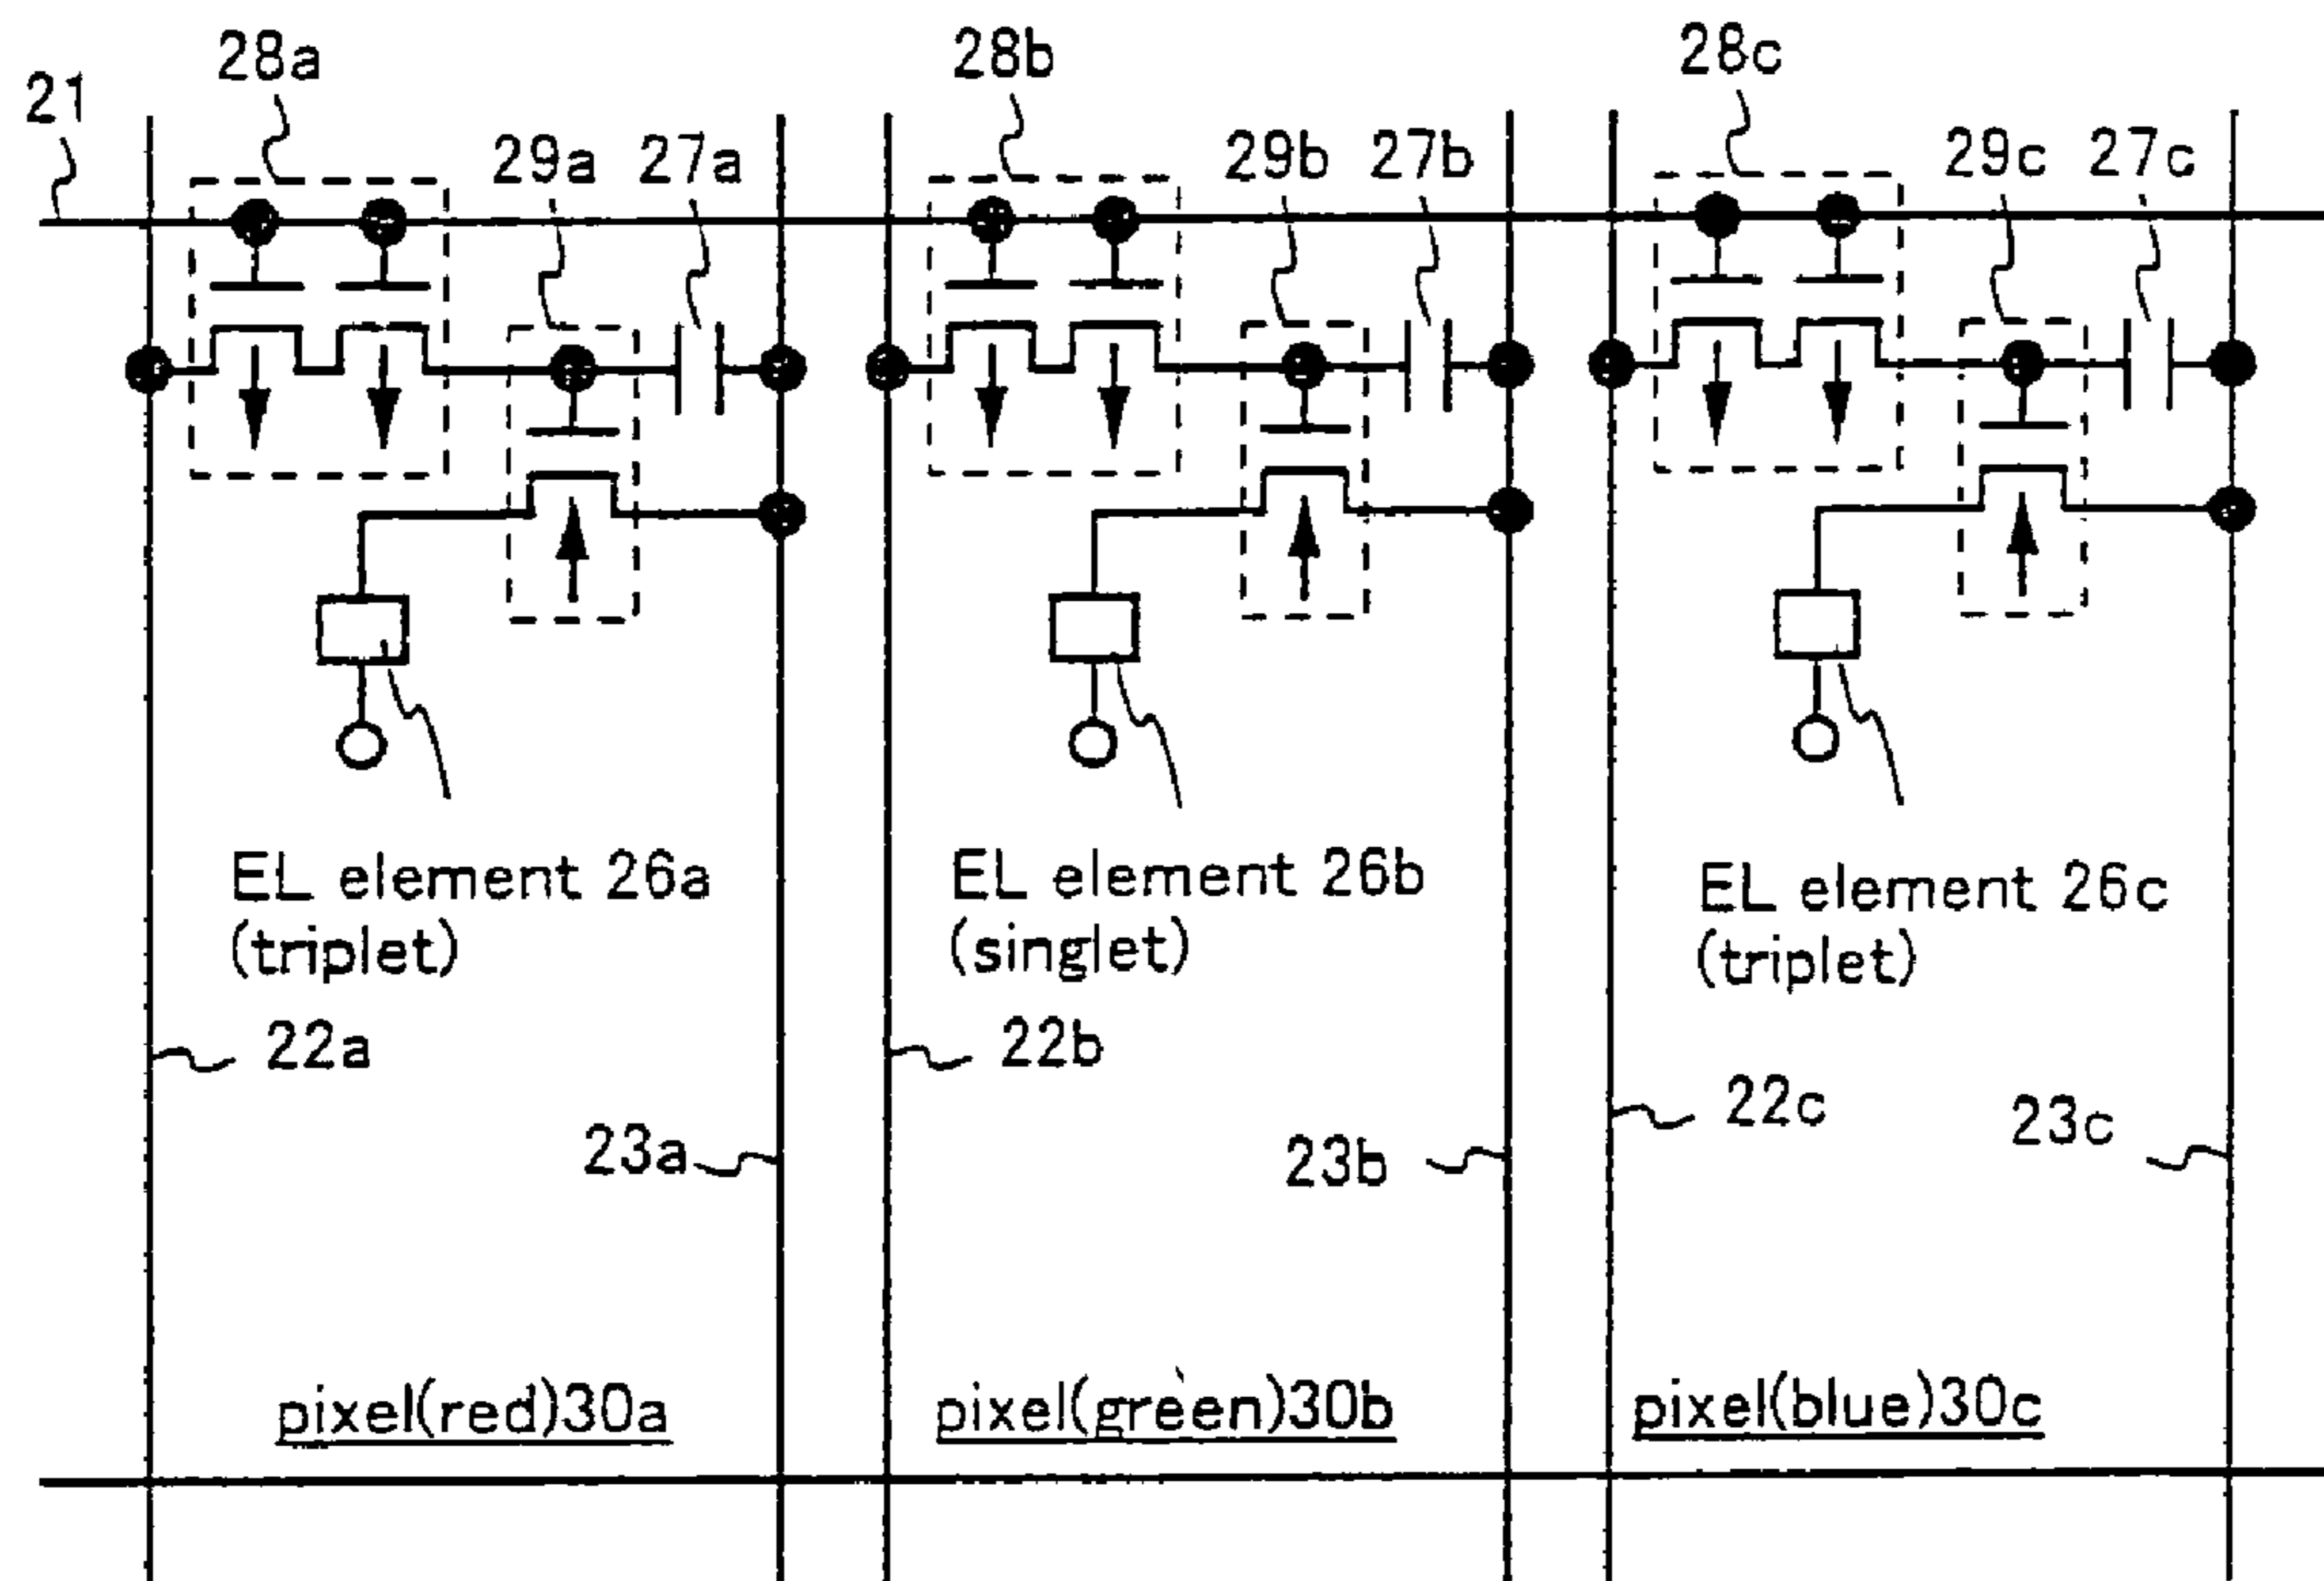 21
28a
28b
28c
29a
27a
29b
27b
29c
27c
EL element 26a
(triplet)
EL element 26b
(singlet)
EL element 26c
(triplet)
22a
22b
22c
23a
23b
23c
pixel(red)30a
pixel(green)30b
pixel(blue)30c